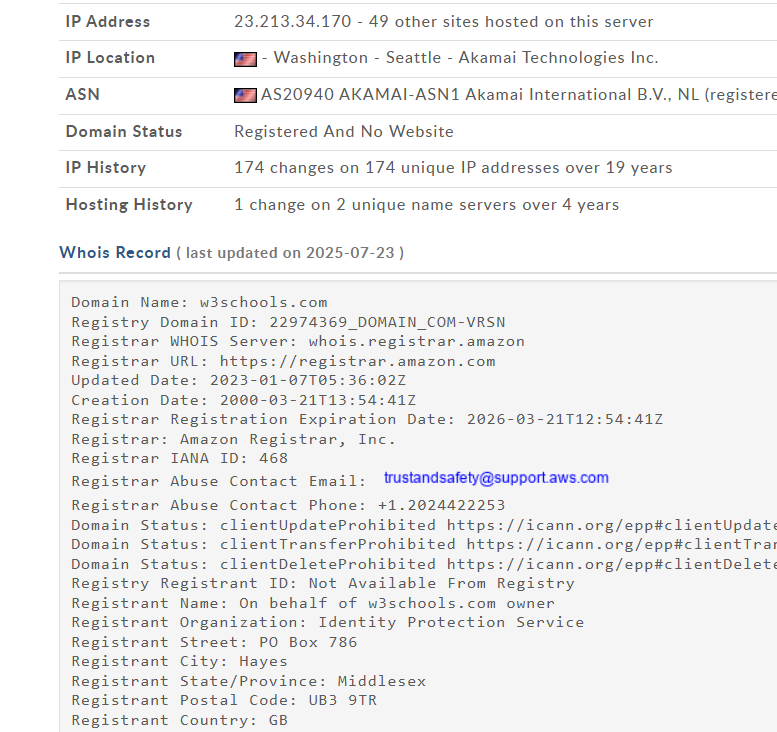 IP Address 23.213.34.170 - 49 other sites hosted on this server
IP Location - Washington - Seattle - Akamai Technologies Inc.
ASN AS20940 AKAMAI-ASN1 Akamai International B.V., NL (registere
Domain Status Registered And No Website
IP History 174 changes on 174 unique IP addresses over 19 years
Hosting History 1 change on 2 unique name servers over 4 years
Whois Record ( last updated on 2025-07-23 )
Domain Name: w3schools.com
Registry Domain ID: 22974369_DOMAIN_COM-VRSN
Registrar WHOIS Server: whois.registrar.amazon
Registrar URL: https://registrar.amazon.com
Updated Date: 2023-01-07T05:36:02Z
Creation Date: 2000-03-21T13:54:41Z
Registrar Registration Expiration Date: 2026-03-21T12:54:41Z
Registrar: Amazon Registrar, Inc.
Registrar IANA ID: 468
Registrar Abuse Contact Email: trustandsafety@support.aws.com
Registrar Abuse Contact Phone: +1.2024422253
Domain Status: clientUpdateProhibited https://icann.org/epp#clientUpdate
Domain Status: clientTransferProhibited https://icann.org/epp#clientTran
Domain Status: clientDeleteProhibited https://icann.org/epp#clientDelete
Registry Registrant ID: Not Available From Registry
Registrant Name: On behalf of w3schools.com owner
Registrant Organization: Identity Protection Service
Registrant Street: PO Box 786
Registrant City: Hayes
Registrant State/Province: Middlesex
Registrant Postal Code: UB3 9TR
Registrant Country: GB